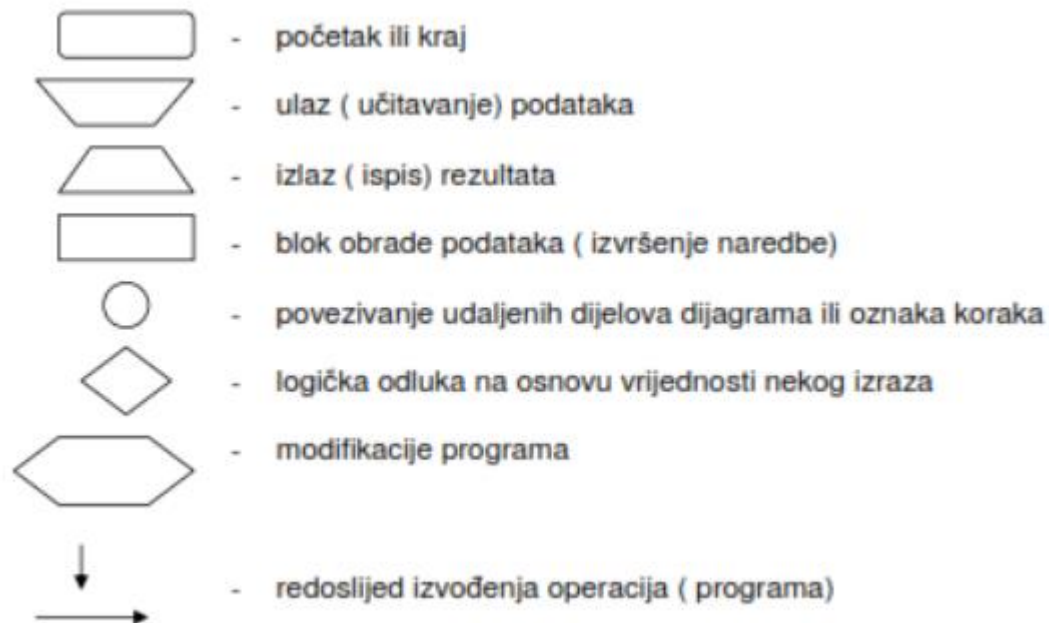 - početak ili kraj
- ulaz ( učitavanje) podataka
- izlaz ( ispis) rezultata
- blok obrade podataka ( izvršenje naredbe)
- povezivanje udaljenih dijelova dijagrama ili oznaka koraka
- logička odluka na osnovu vrijednosti nekog izraza
- modifikacije programa
- redoslijed izvođenja operacija ( programa)